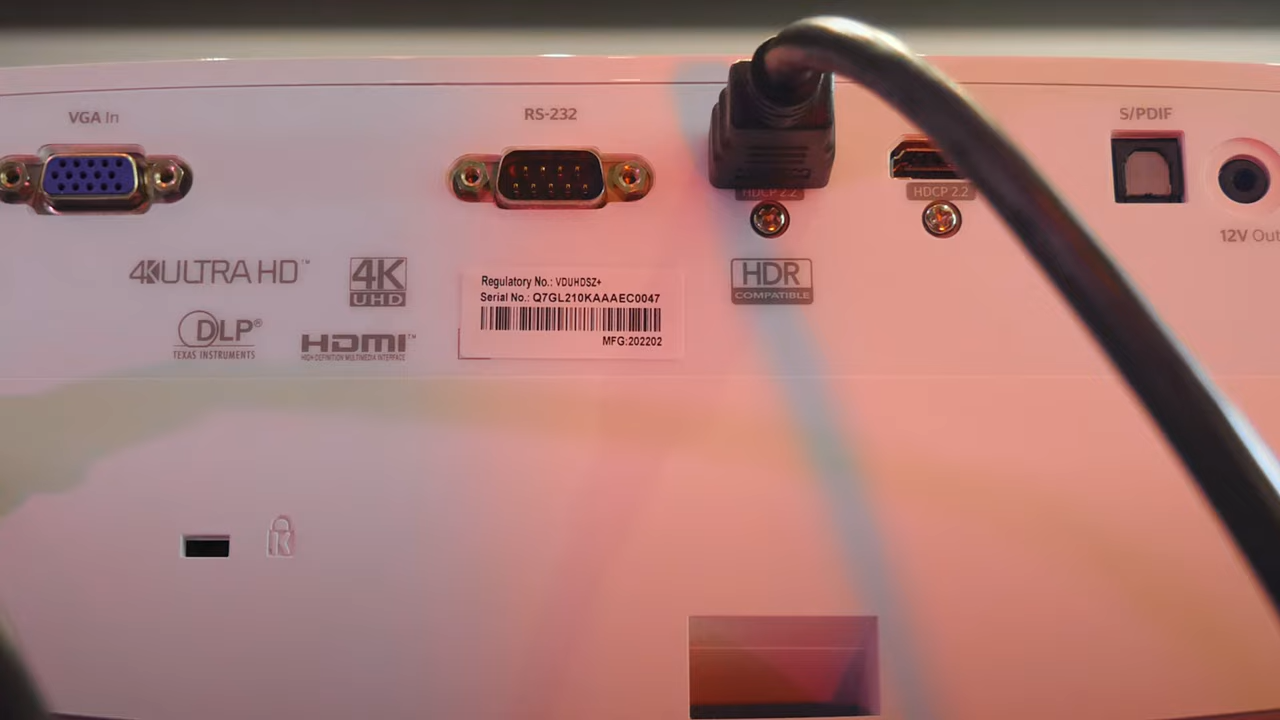 VGA In
RS-232
S/PDIF
HDCP 2.2
HDCP 2.2
12V Out
4K ULTRA HD™
4K
UHD
Regulatory No.: VDUHDSZ+
Serial No.: Q7GL210KAAAEC0047
MFG:202202
HDR
COMPATIBLE
DLP®
TEXAS INSTRUMENTS
HDMI™
HIGH-DEFINITION MULTIMEDIA INTERFACE
K